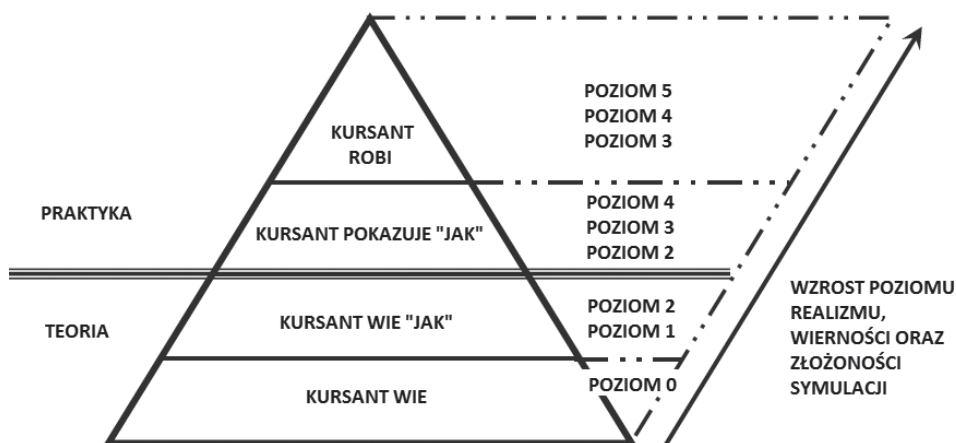 POZIOM 5
POZIOM 4
POZIOM 3
KURSANT
ROBI
PRAKTYKA
KURSANT POKAZUJE "JAK"
POZIOM 4
POZIOM 3
POZIOM 2
TEORIA
KURSANT WIE "JAK"
POZIOM 2
POZIOM 1
KURSANT WIE
POZIOM 0
WZROST POZIOMU
REALIZMU,
WIERNOŚCI ORAZ
ZŁOŻONOŚCI
SYMULACJI